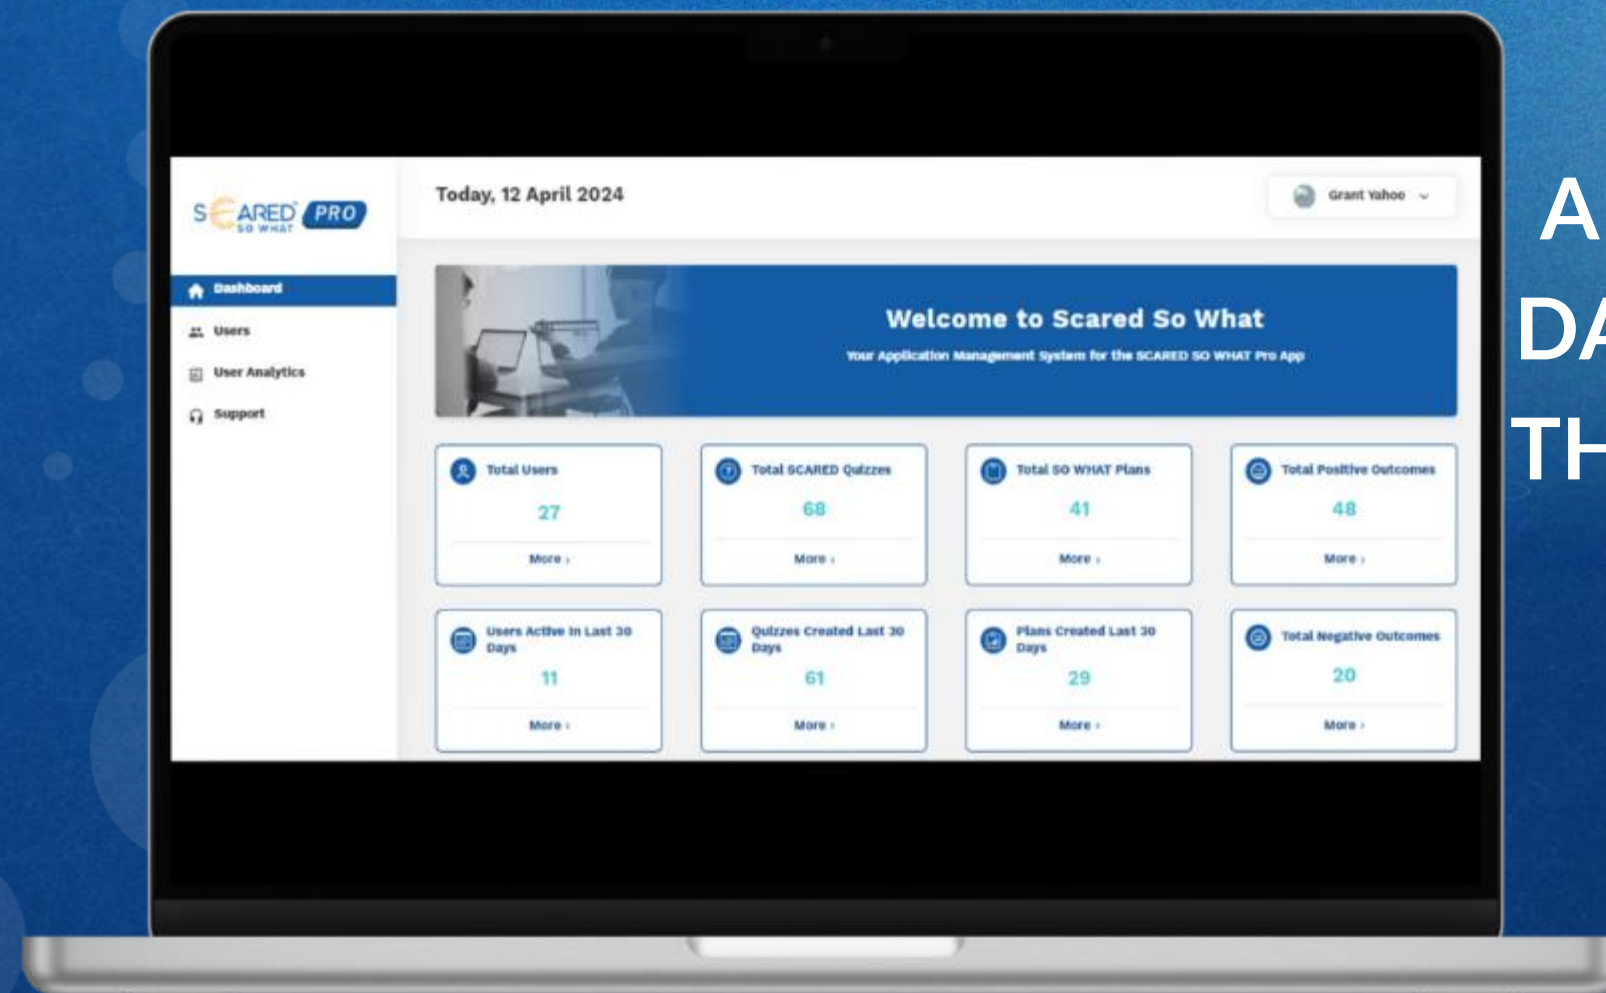 SCARED PRO
SO WHAT
Dashboard
Users
User Analytics
Support
Today, 12 April 2024
Grant Yahoo
Welcome to Scared So What
Your Application Management System for the SCARED SO WHAT Pro App
Total Users
27
More ›
Total SCARED Quizzes
68
More ›
Total SO WHAT Plans
41
More ›
Total Positive Outcomes
48
More ›
Users Active In Last 30
Days
11
More ›
Quizzes Created Last 30
Days
61
More ›
Plans Created Last 30
Days
29
More ›
Total Negative Outcomes
20
More ›
A
DA
TH